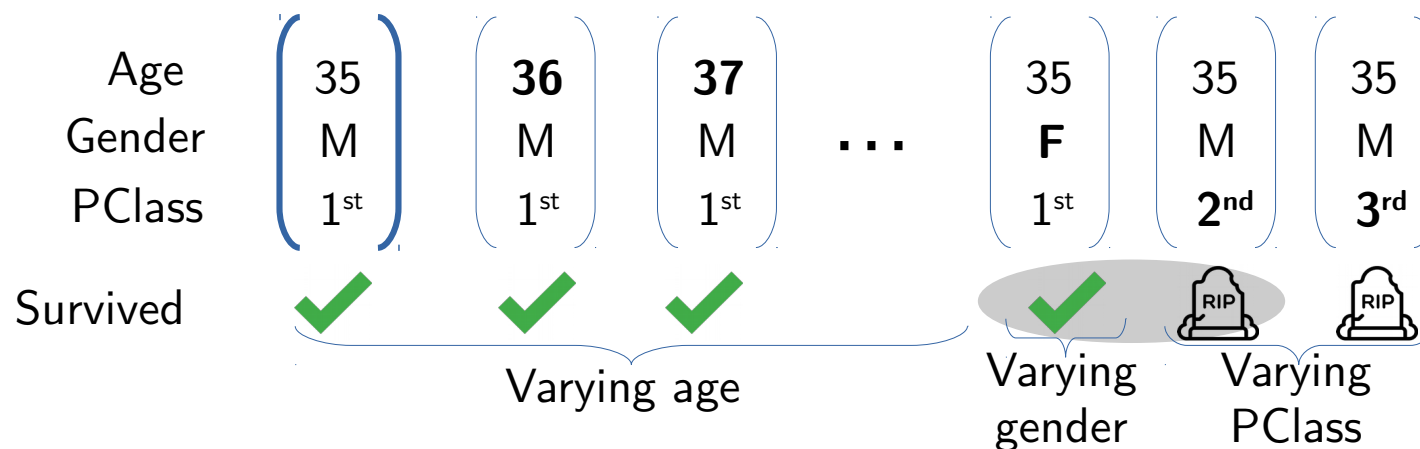 Age 35 36 37 35 35 35
Gender M M M ... F M M
PClass 1st 1st 1st 1st 2nd 3rd
Survived RIP RIP
Varying age Varying gender Varying PClass